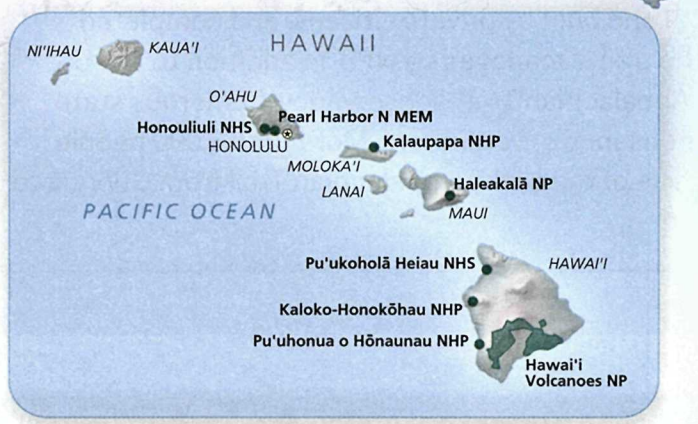 HAWAII
NI'IHAU
KAUA'I
O'AHU
Pearl Harbor N MEM
Honouliuli NHS
HONOLULU
Kalaupapa NHP
MOLOKA'I
LANAI
Haleakalā NP
MAUI
PACIFIC OCEAN
Pu'ukoholā Heiau NHS
HAWAI'I
Kaloko-Honokōhau NHP
Pu'uhonua o Hōnaunau NHP
Hawai'i
Volcanoes NP